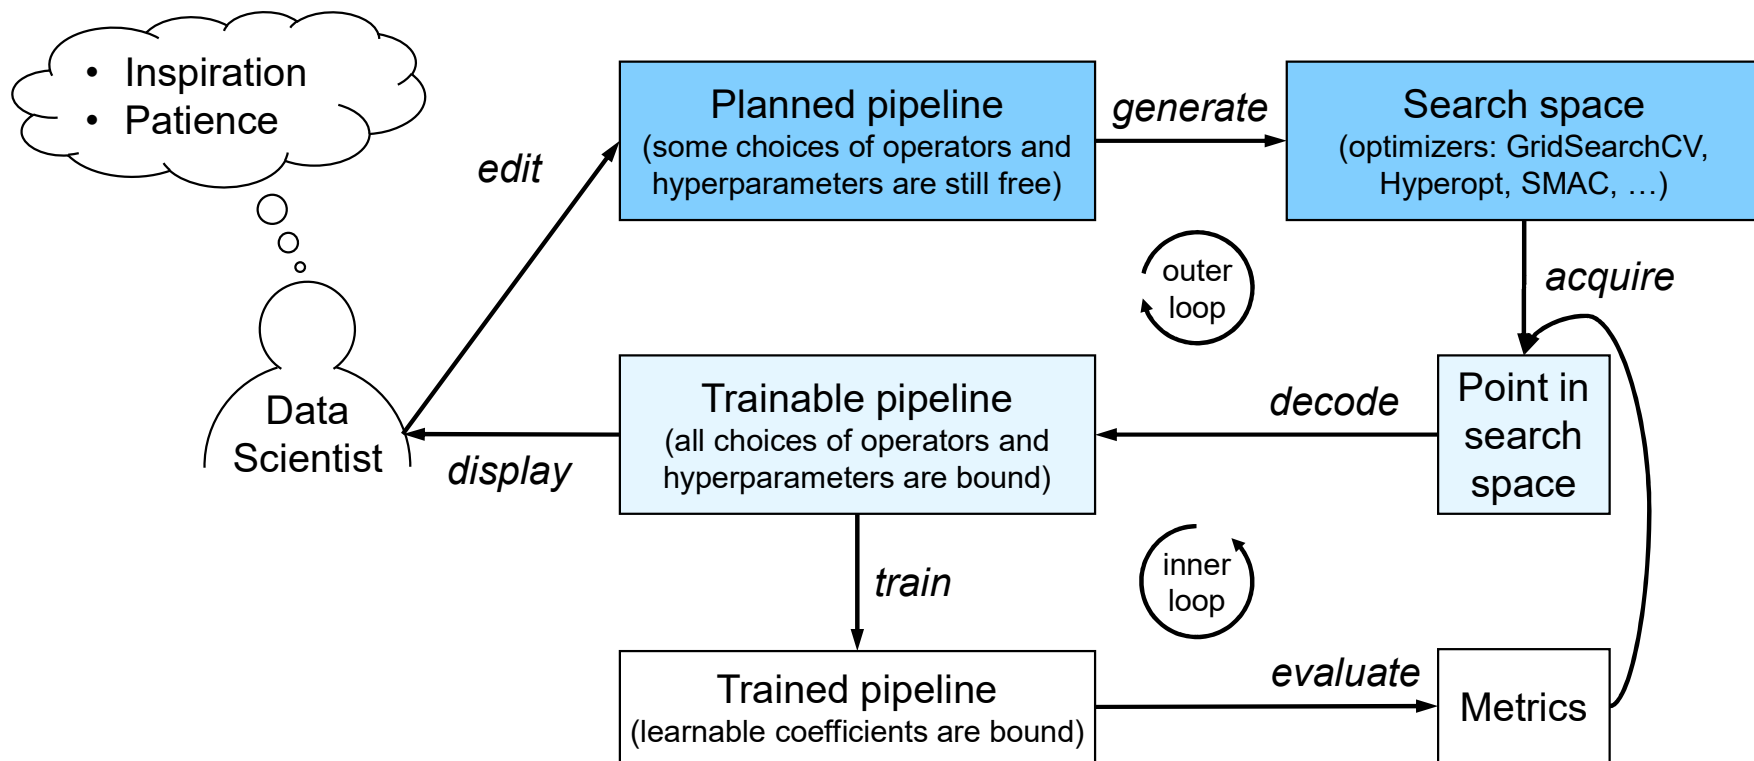 • Inspiration
• Patience
edit
Planned pipeline
(some choices of operators and
hyperparameters are still free)
generate
Search space
(optimizers: GridSearchCV,
Hyperopt, SMAC, …)
outer
loop
acquire
Data
Scientist
display
Trainable pipeline
(all choices of operators and
hyperparameters are bound)
decode
Point in
search
space
train
inner
loop
Trained pipeline
(learnable coefficients are bound)
evaluate
Metrics